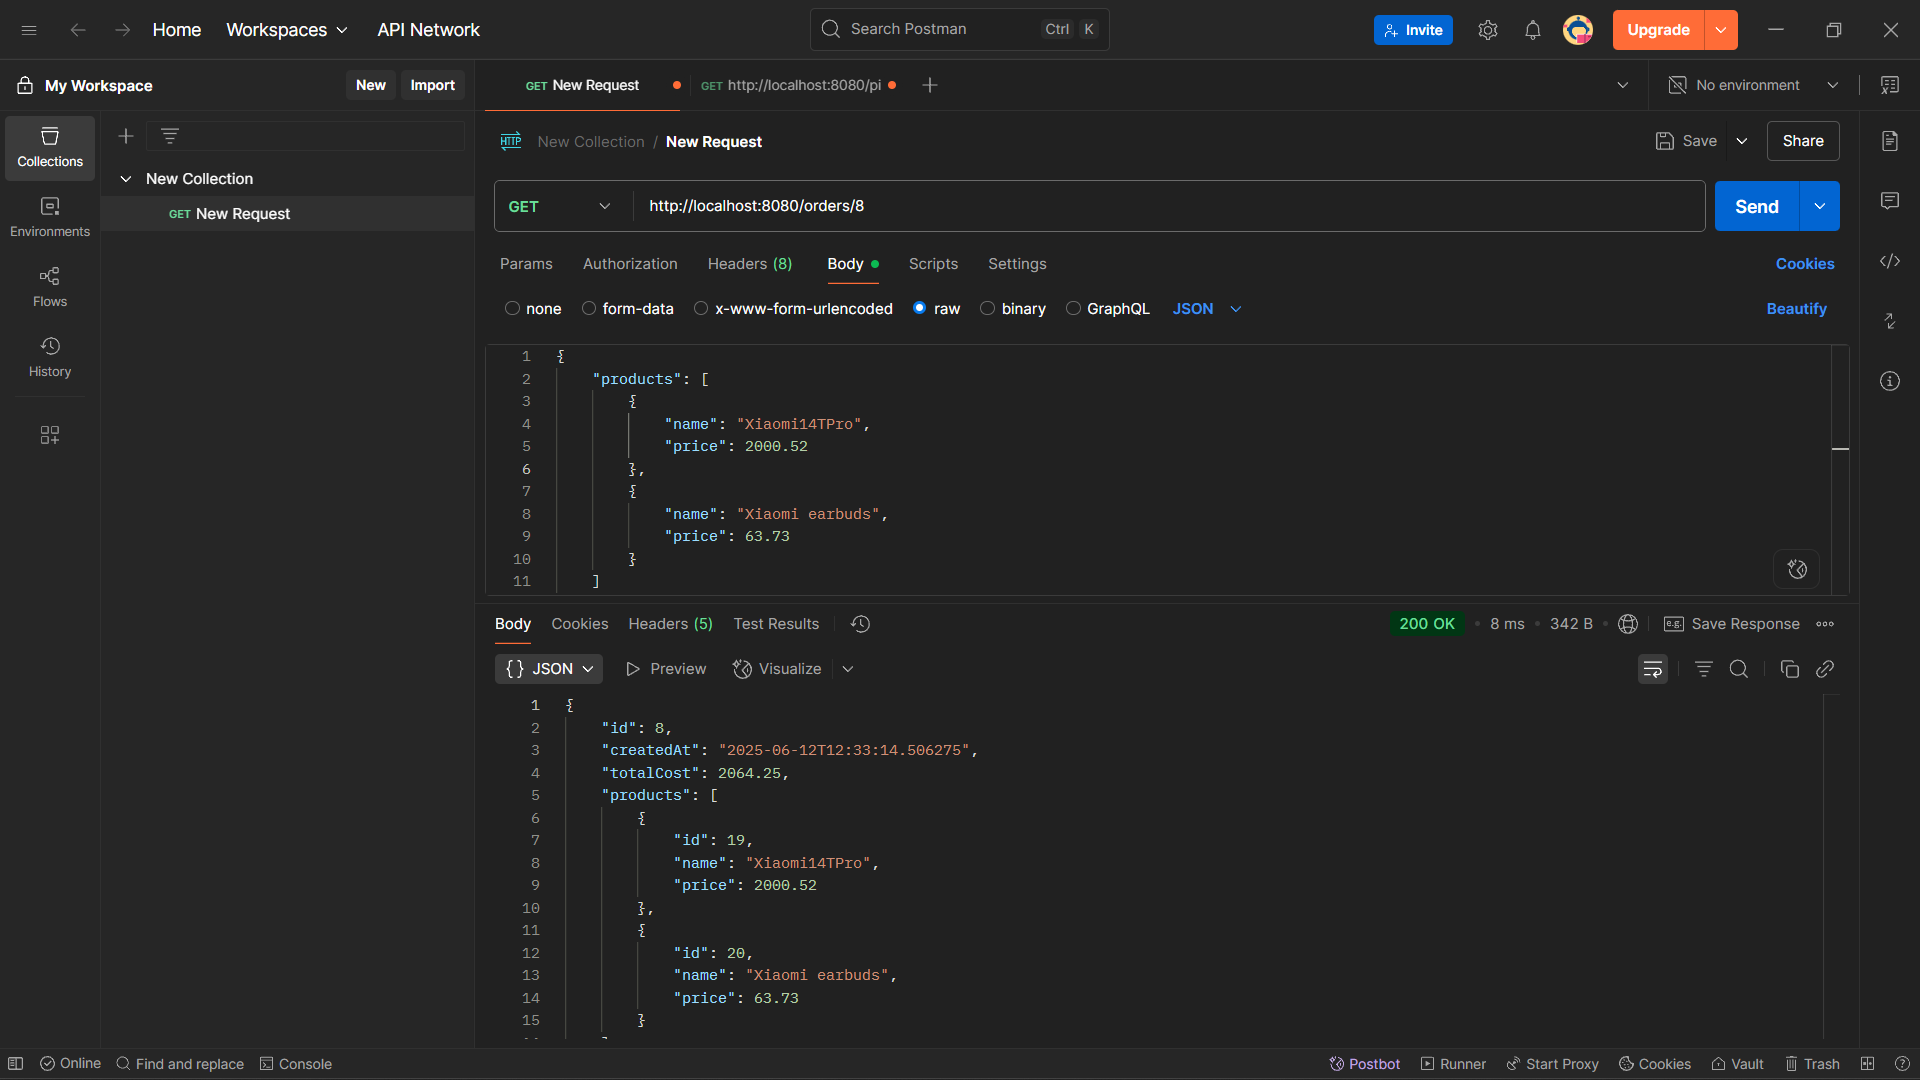 Home
Workspaces
API Network
Search Postman
Ctrl K
Invite
Upgrade
My Workspace
New
Import
GET New Request
GET http://localhost:8080/pi
No environment
Collections
Environments
Flows
History
New Collection
GET New Request
HTTP New Collection / New Request
Save
Share
GET
http://localhost:8080/orders/8
Send
Params Authorization Headers (8) Body Scripts Settings
Cookies
none form-data x-www-form-urlencoded raw binary GraphQL JSON
Beautify
1 {
2 "products": [
3 {
4 "name": "Xiaomi14TPro",
5 "price": 2000.52
6 },
7 {
8 "name": "Xiaomi earbuds",
9 "price": 63.73
10 }
11 ]
Body Cookies Headers (5) Test Results
200 OK • 8 ms • 342 B •
e.g. Save Response
{} JSON Preview Visualize
1 {
2 "id": 8,
3 "createdAt": "2025-06-12T12:33:14.506275",
4 "totalCost": 2064.25,
5 "products": [
6 {
7 "id": 19,
8 "name": "Xiaomi14TPro",
9 "price": 2000.52
10 },
11 {
12 "id": 20,
13 "name": "Xiaomi earbuds",
14 "price": 63.73
15 }
Online Find and replace Console
Postbot Runner Start Proxy Cookies Vault Trash